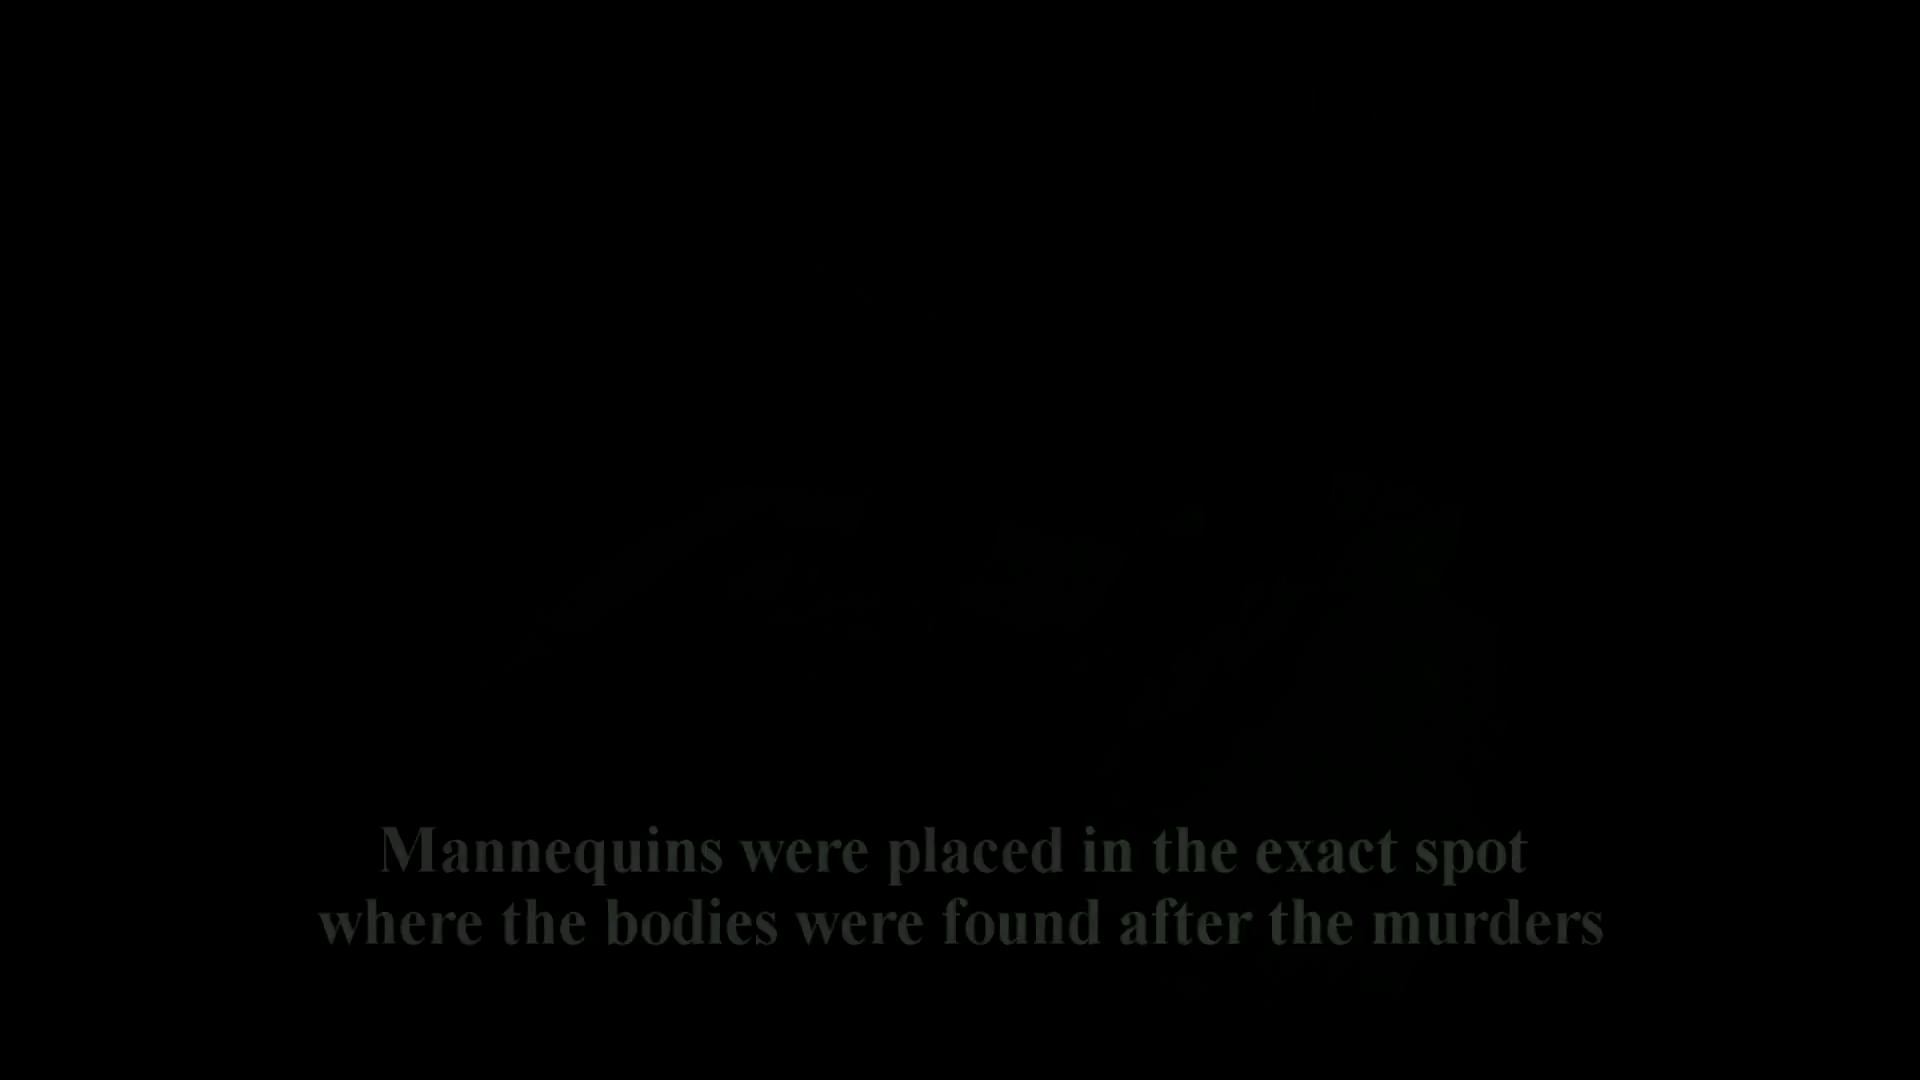 Mannequins were placed in the exact spot
where the bodies were found after the murders